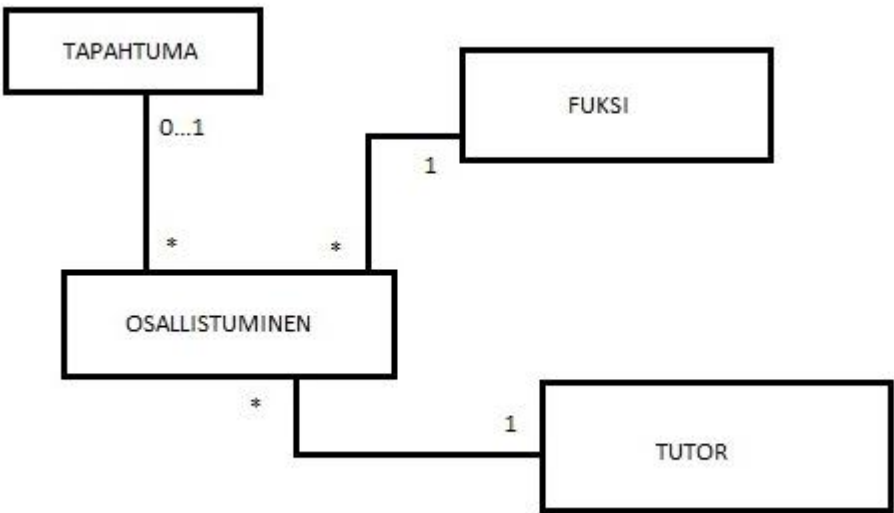 TAPAHTUMA
0...1
FUKSI
1
*
*
OSALLISTUMINEN
*
1
TUTOR